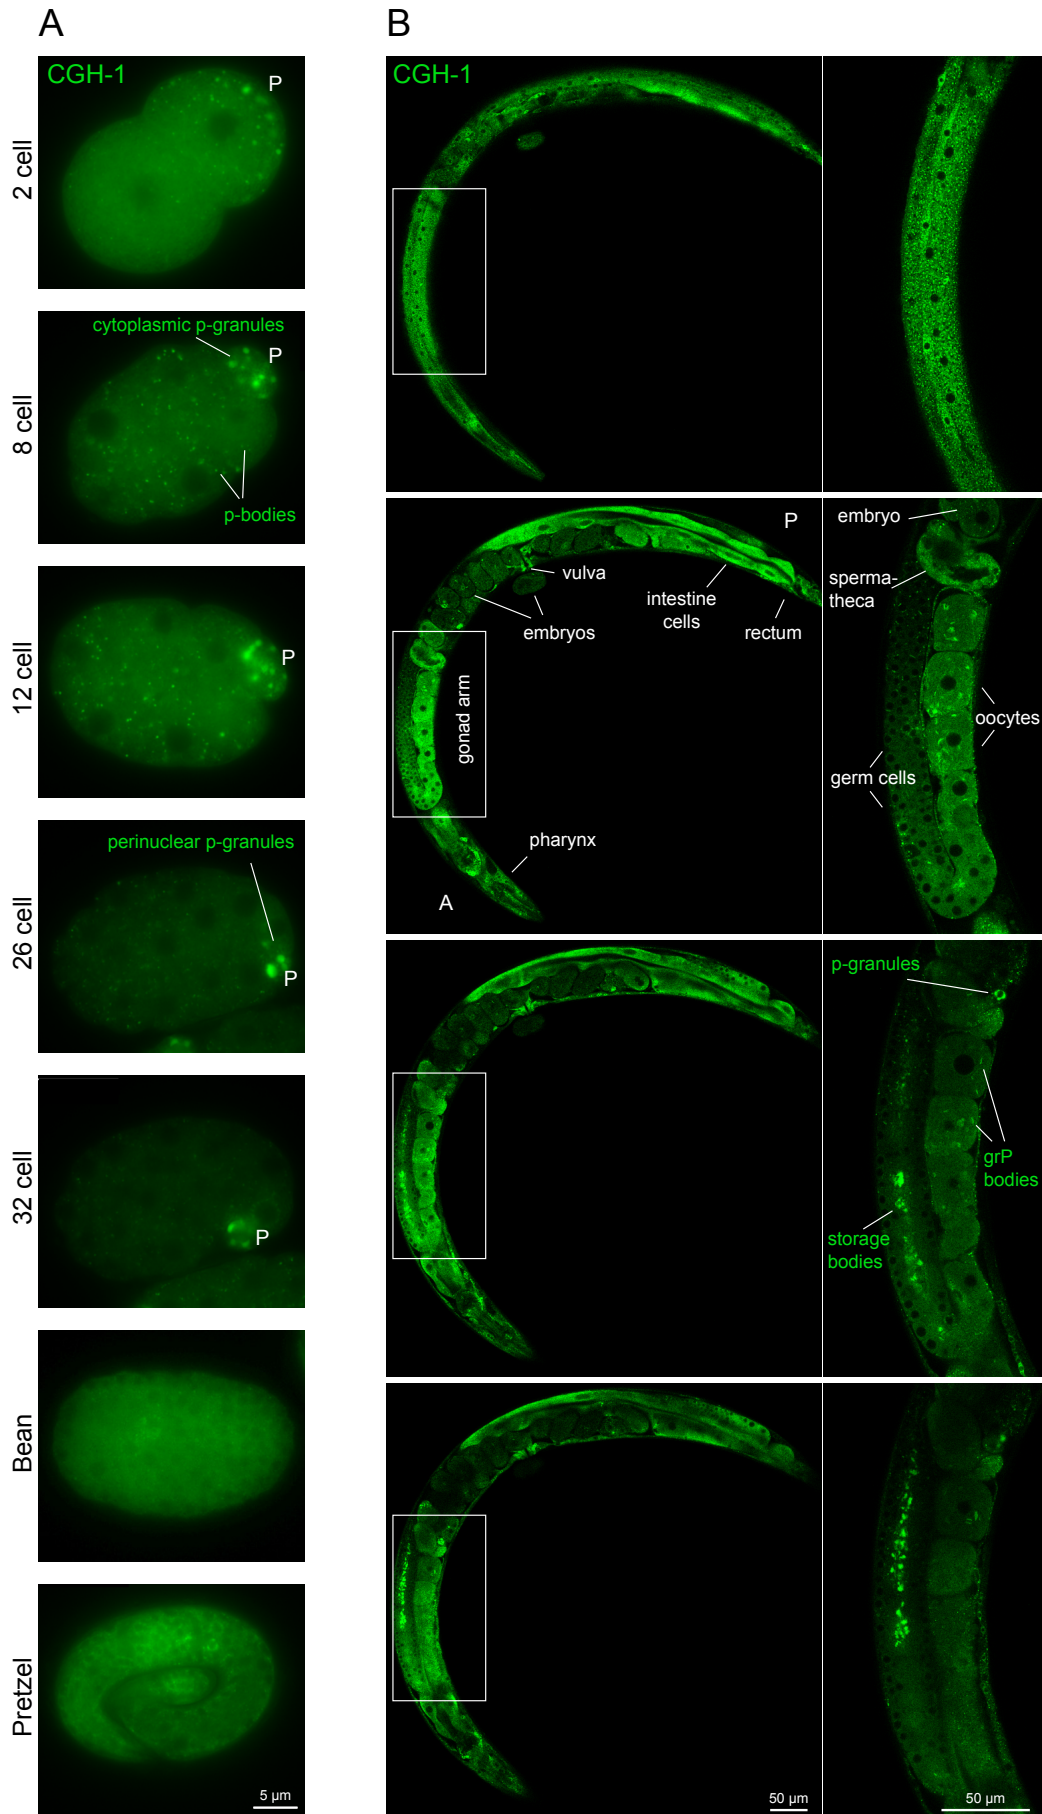 A
CGH-1
P
2 cell
cytoplasmic p-granules
P
8 cell
p-bodies
12 cell
P
perinuclear p-granules
26 cell
P
32 cell
P
Bean
Pretzel
5 µm
B
CGH-1
P
vulva
embryos
intestine
cells
rectum
gonad arm
pharynx
A
embryo
sperma-
theca
oocytes
germ cells
p-granules
grP
bodies
storage
bodies
50 µm
50 µm